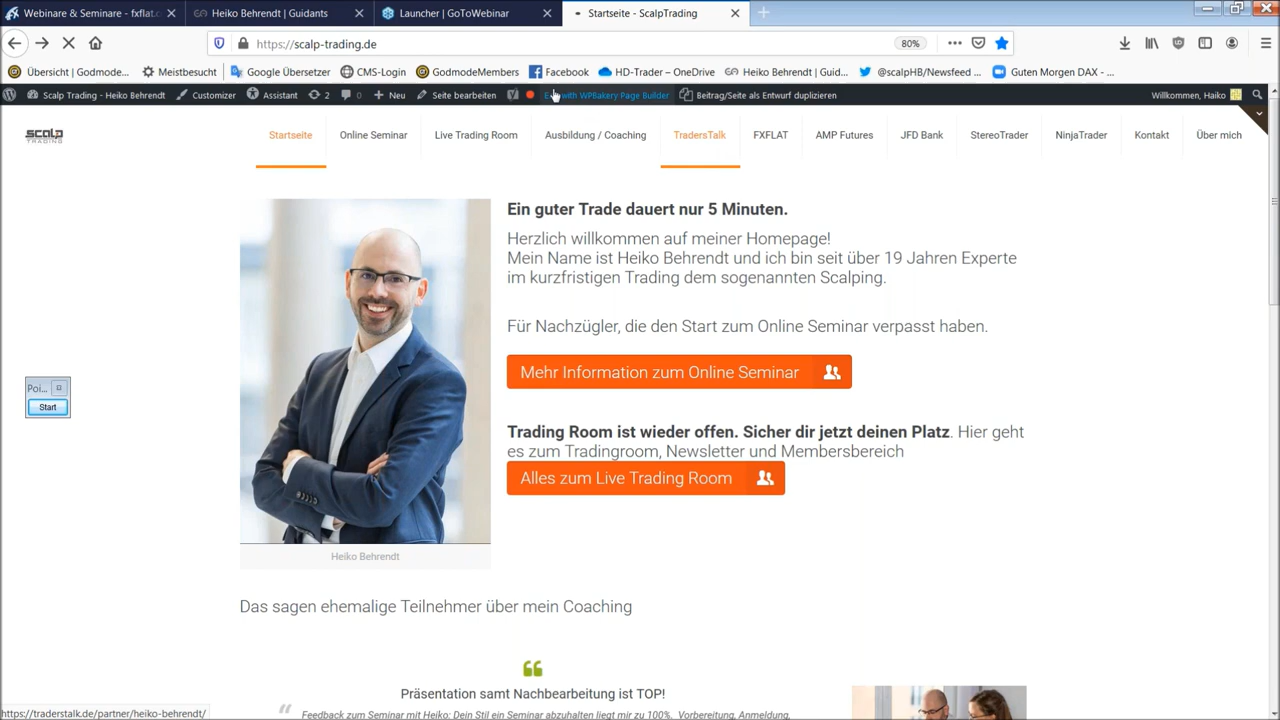 Webinare & Seminare - fxflat.c
Heiko Behrendt | Guidants
Launcher | GoToWebinar
Startseite - ScalpTrading
https://scalp-trading.de
80%
Übersicht | Godmode...
Meistbesucht
Google Übersetzer
CMS-Login
GodmodeMembers
Facebook
HD-Trader – OneDrive
Heiko Behrendt | Guid...
@scalpHB/Newsfeed ...
Guten Morgen DAX - ...
Scalp Trading - Heiko Behrendt
Customizer
Assistant
2
0
Neu
Seite bearbeiten
with WPBakery Page Builder
Beitrag/Seite als Entwurf duplizieren
Willkommen, Haiko
SCALP
TRADING
Startseite
Online Seminar
Live Trading Room
Ausbildung / Coaching
TradersTalk
FXFLAT
AMP Futures
JFD Bank
StereoTrader
NinjaTrader
Kontakt
Über mich
Ein guter Trade dauert nur 5 Minuten.
Herzlich willkommen auf meiner Homepage!
Mein Name ist Heiko Behrendt und ich bin seit über 19 Jahren Experte
im kurzfristigen Trading dem sogenannten Scalping.
Für Nachzügler, die den Start zum Online Seminar verpasst haben.
Mehr Information zum Online Seminar
Poi...
Start
Trading Room ist wieder offen. Sicher dir jetzt deinen Platz. Hier geht
es zum Tradingroom, Newsletter und Membersbereich
Alles zum Live Trading Room
Heiko Behrendt
Das sagen ehemalige Teilnehmer über mein Coaching
Präsentation samt Nachbearbeitung ist TOP!
Feedback zum Seminar mit Heiko: Dein Stil ein Seminar abzuhalten liegt mir zu 100%. Vorbereitung, Anmeldung,
https://traderstalk.de/partner/heiko-behrendt/